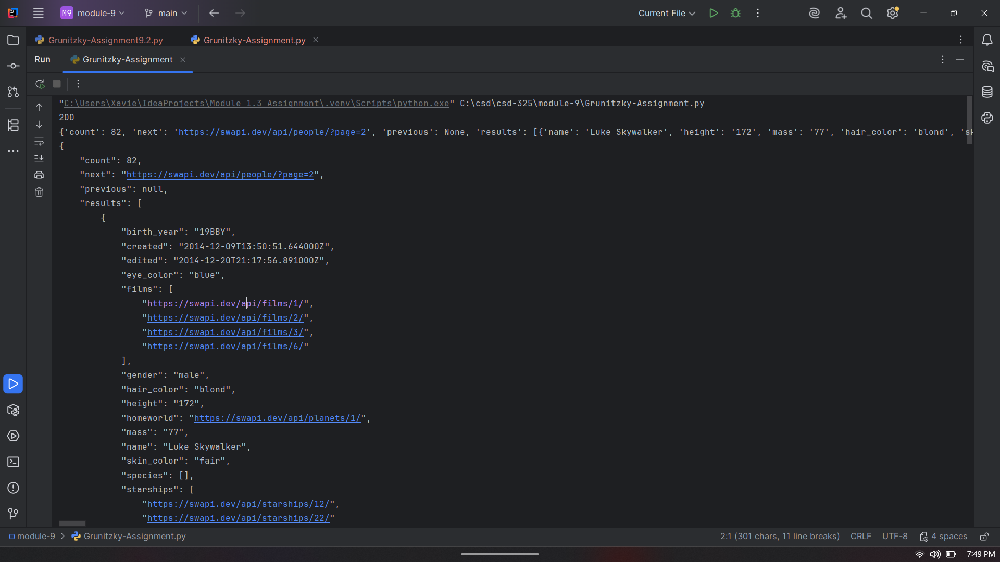 M9 module-9 main Current File
Grunitzky-Assignment9.2.py Grunitzky-Assignment.py
Run Grunitzky-Assignment
"C:\Users\Xavie\IdeaProjects\Module 1.3 Assignment\.venv\Scripts\python.exe" C:\csd\csd-325\module-9\Grunitzky-Assignment.py
200
{'count': 82, 'next': 'https://swapi.dev/api/people/?page=2', 'previous': None, 'results': [{'name': 'Luke Skywalker', 'height': '172', 'mass': '77', 'hair_color': 'blond', 'sk
{
    "count": 82,
    "next": "https://swapi.dev/api/people/?page=2",
    "previous": null,
    "results": [
        {
            "birth_year": "19BBY",
            "created": "2014-12-09T13:50:51.644000Z",
            "edited": "2014-12-20T21:17:56.891000Z",
            "eye_color": "blue",
            "films": [
                "https://swapi.dev/api/films/1/",
                "https://swapi.dev/api/films/2/",
                "https://swapi.dev/api/films/3/",
                "https://swapi.dev/api/films/6/"
            ],
            "gender": "male",
            "hair_color": "blond",
            "height": "172",
            "homeworld": "https://swapi.dev/api/planets/1/",
            "mass": "77",
            "name": "Luke Skywalker",
            "skin_color": "fair",
            "species": [],
            "starships": [
                "https://swapi.dev/api/starships/12/",
                "https://swapi.dev/api/starships/22/"
module-9 > Grunitzky-Assignment.py 2:1 (301 chars, 11 line breaks) CRLF UTF-8 4 spaces
7:49 PM